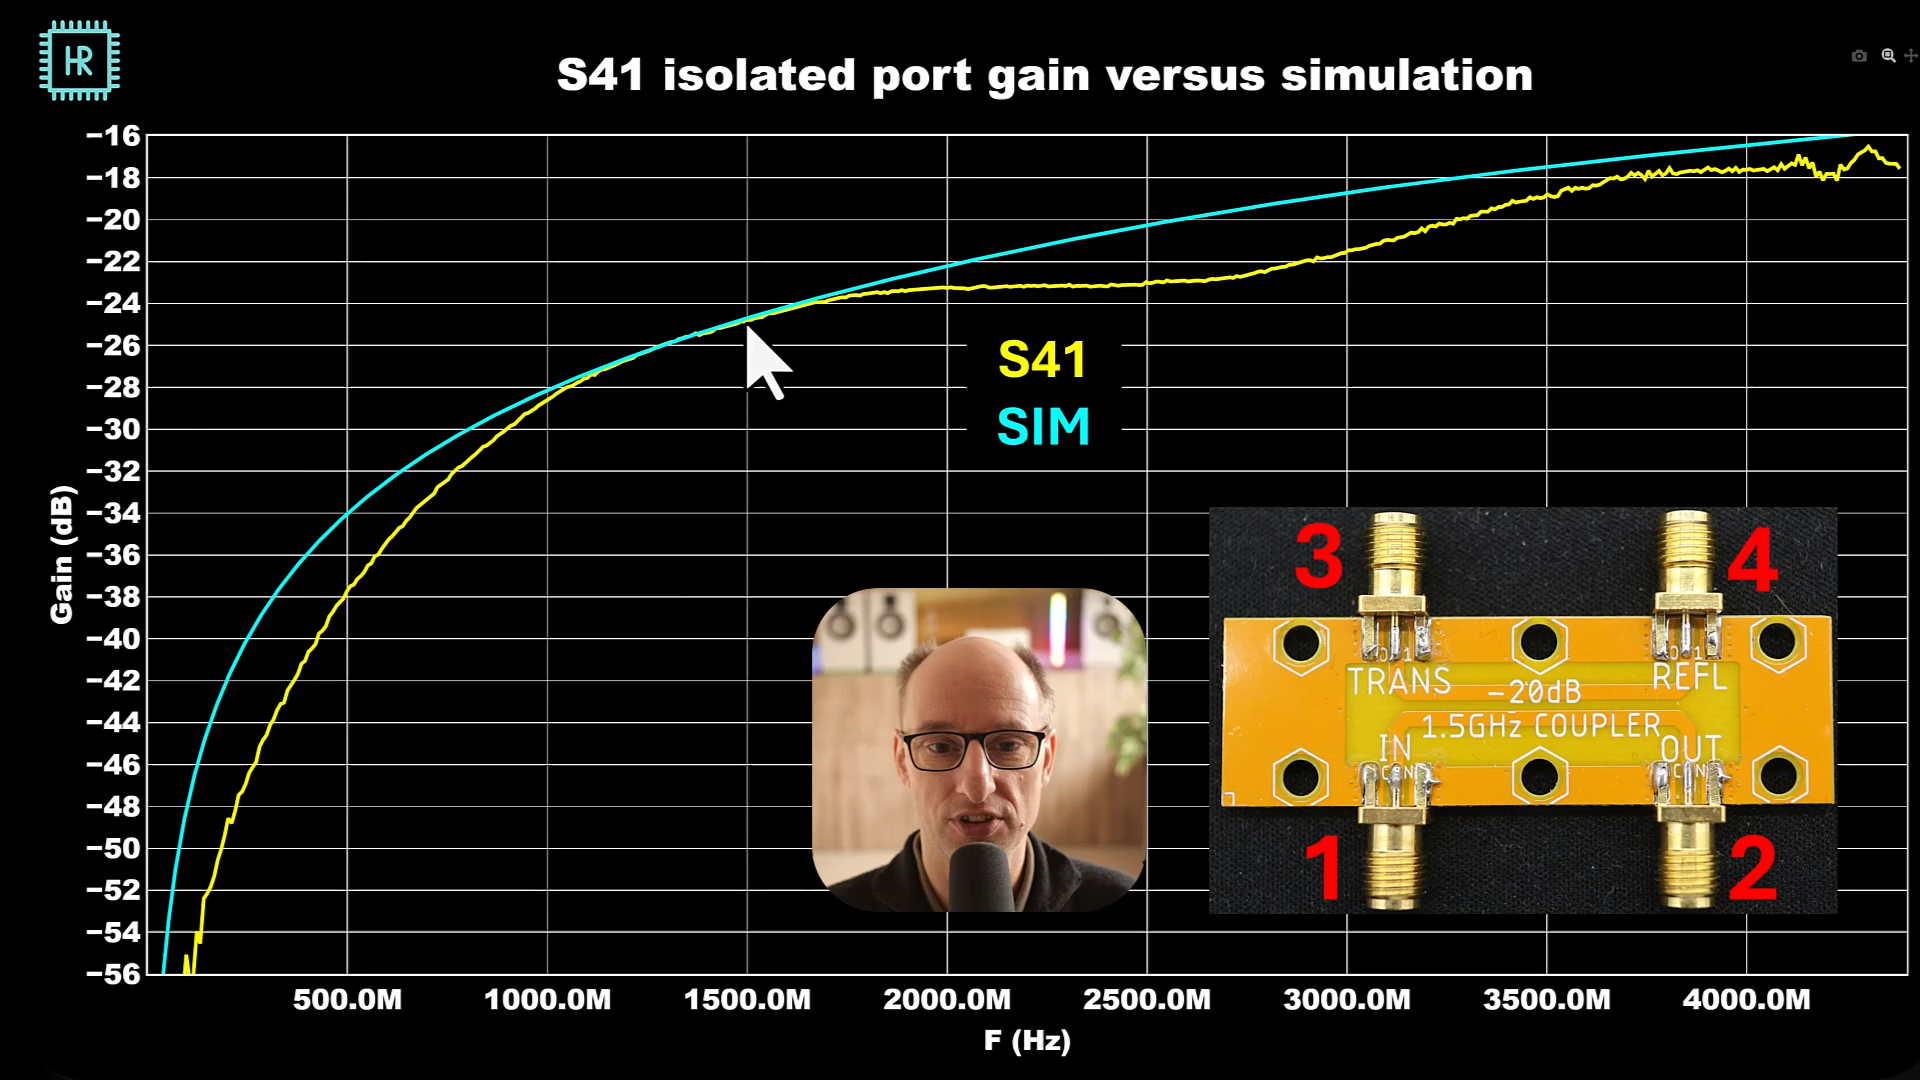 HR
S41 isolated port gain versus simulation
−16
−18
−20
−22
−24
−26
−28
−30
−32
−34
−36
−38
−40
−42
−44
−46
−48
−50
−52
−54
−56
Gain (dB)
S41
SIM
3
4
TRANS
REFL
−20dB
1.5GHz COUPLER
IN
OUT
1
2
500.0M
1000.0M
1500.0M
2000.0M
2500.0M
3000.0M
3500.0M
4000.0M
F (Hz)